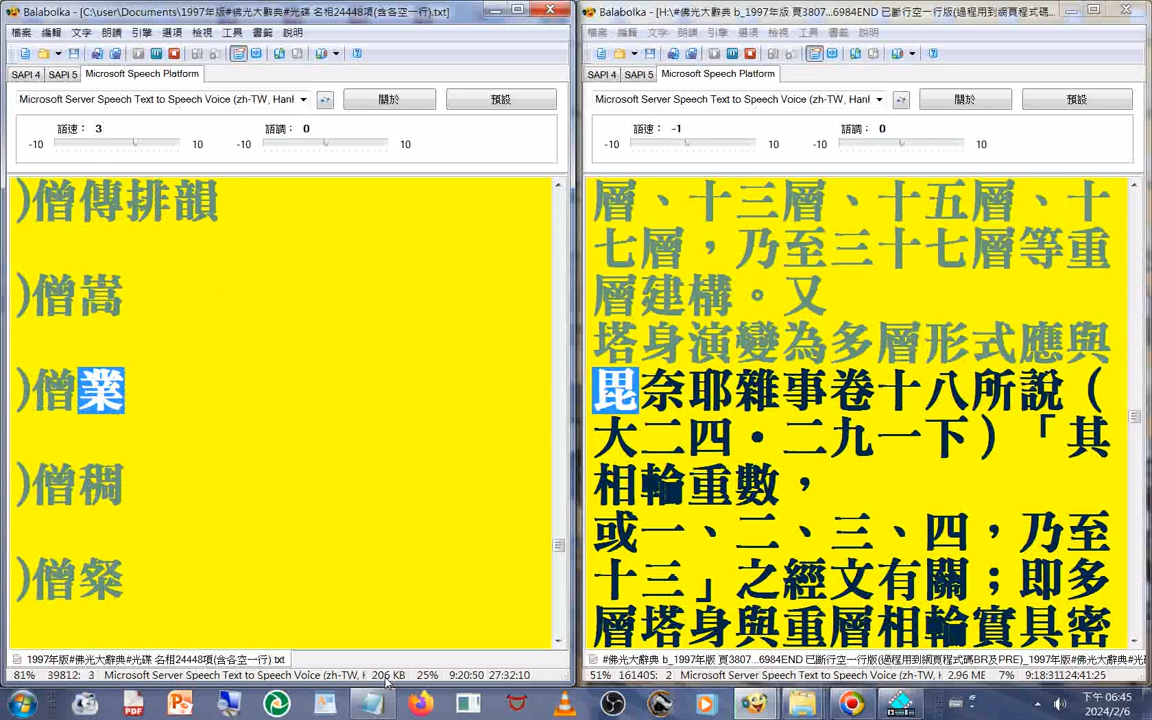 Balabolka - [C:\user\Documents\1997年版#佛光大辭典#光碟 名相24448項(含各空一行).txt]
檔案 編輯 文字 朗讀 引擎 選項 檢視 工具 書籤 說明
SAPI 4 SAPI 5 Microsoft Speech Platform
Microsoft Server Speech Text to Speech Voice (zh-TW, Hanl
關於
預設
語速： 3
語調： 0
-10 10 -10 10
)僧傳排韻
)僧嵩
)僧業
)僧稠
)僧粲
1997年版#佛光大辭典#光碟 名相24448項(含各空一行).txt
81% 39812: 3 Microsoft Server Speech Text to Speech Voice (zh-TW, H 206 KB 25% 9:20:50 27:32:10
Balabolka - [H:\#佛光大辭典 b_1997年版 頁3807...6984END 已斷行空一行版(過程用到網頁程式碼...
檔案 編輯 文字 朗讀 引擎 選項 檢視 工具 書籤 說明
SAPI 4 SAPI 5 Microsoft Speech Platform
Microsoft Server Speech Text to Speech Voice (zh-TW, Hanl
關於
預設
語速： -1
語調： 0
-10 10 -10 10
層、十三層、十五層、十
七層，乃至三十七層等重
層建構。又
塔身演變為多層形式應與
毘奈耶雜事卷十八所說（
大二四‧二九一下）「其
相輪重數，
或一、二、三、四，乃至
十三」之經文有關；即多
層塔身與重層相輪實具密
#佛光大辭典 b_1997年版 頁3807...6984END 已斷行空一行版(過程用到網頁程式碼BR及PRE)_1997年版#光
51% 161405: 2 Microsoft Server Speech Text to Speech Voice (zh-TW, 2.96 MB 7% 9:18:31 124:41:25
下午 06:45
2024/2/6